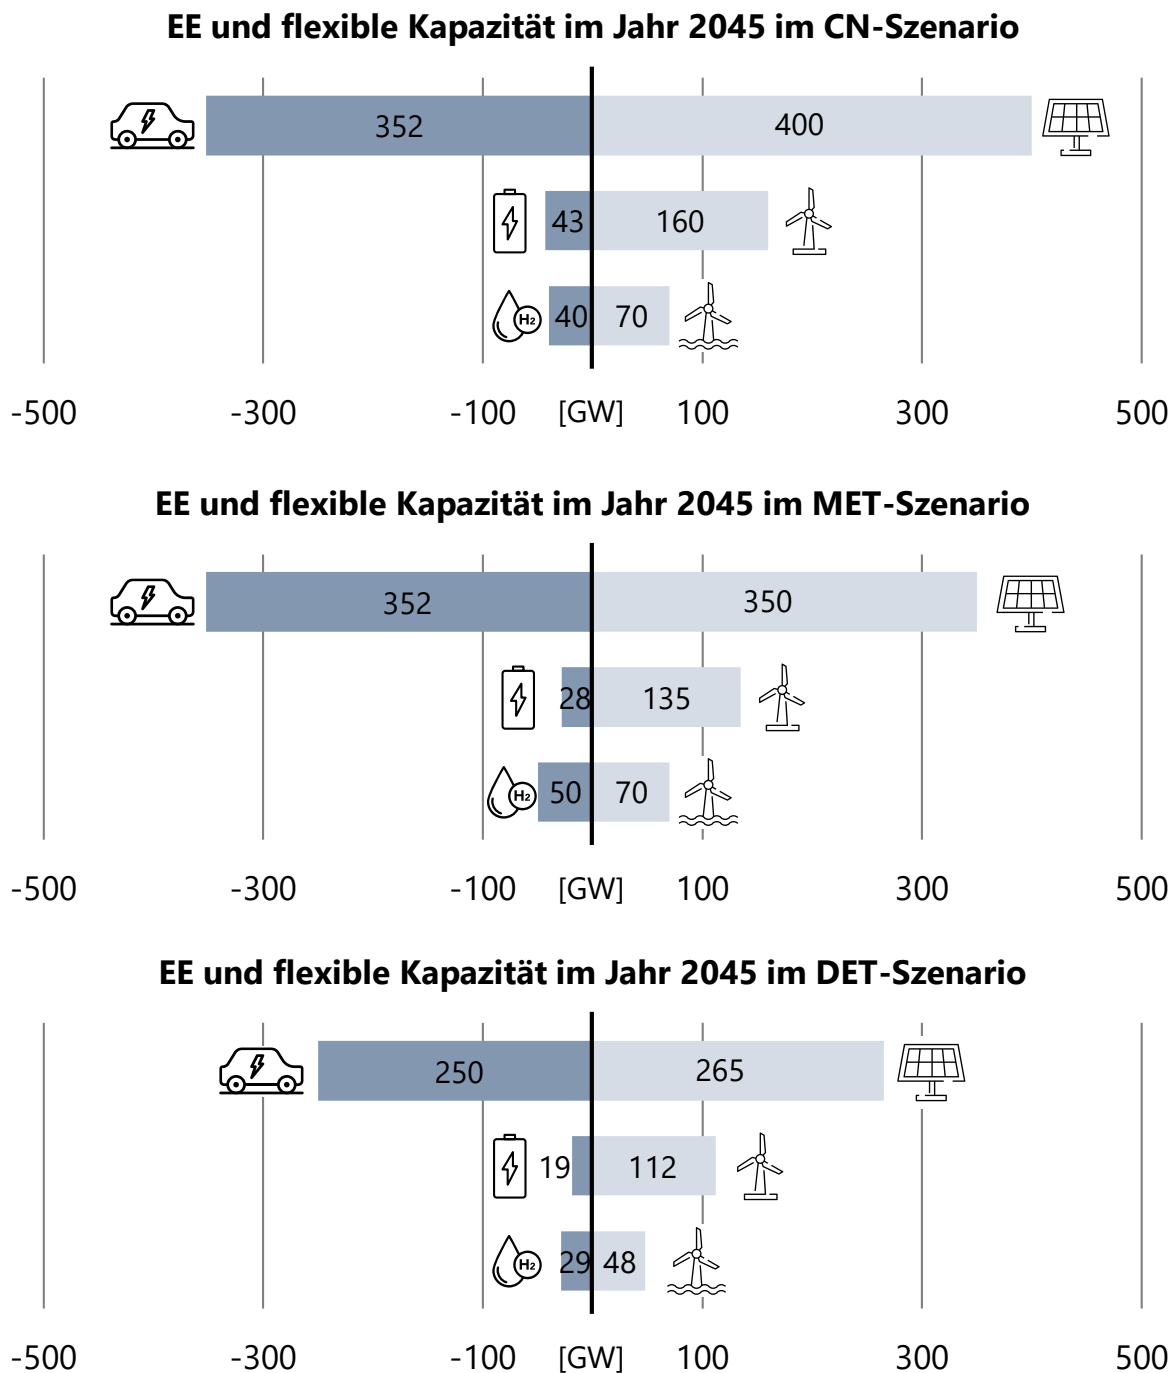 EE und flexible Kapazität im Jahr 2045 im CN-Szenario
352 400
43 160
H₂ 40 70
-500 -300 -100 [GW] 100 300 500
EE und flexible Kapazität im Jahr 2045 im MET-Szenario
352 350
28 135
H₂ 50 70
-500 -300 -100 [GW] 100 300 500
EE und flexible Kapazität im Jahr 2045 im DET-Szenario
250 265
19 112
H₂ 29 48
-500 -300 -100 [GW] 100 300 500